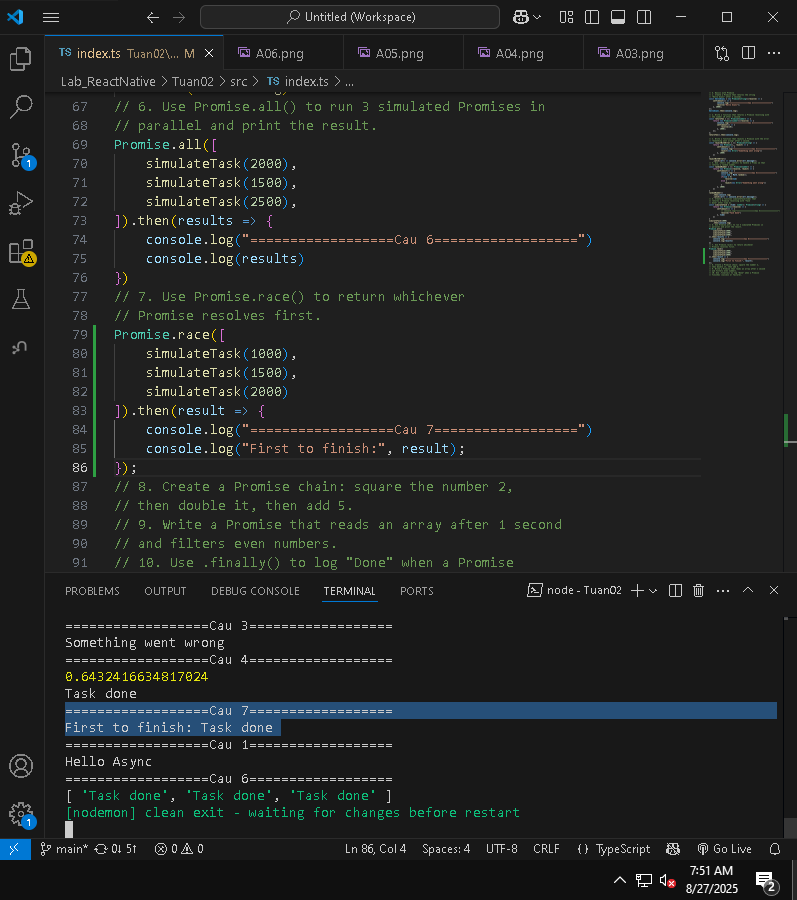 Untitled (Workspace)
TS index.ts Tuan02\... M
A06.png
A05.png
A04.png
A03.png
Lab_ReactNative > Tuan02 > src > TS index.ts > ...
67 // 6. Use Promise.all() to run 3 simulated Promises in
68 // parallel and print the result.
69 Promise.all([
70     simulateTask(2000),
71     simulateTask(1500),
72     simulateTask(2500),
73 ]).then(results => {
74     console.log("==================Cau 6==================")
75     console.log(results)
76 })
77 // 7. Use Promise.race() to return whichever
78 // Promise resolves first.
79 Promise.race([
80     simulateTask(1000),
81     simulateTask(1500),
82     simulateTask(2000)
83 ]).then(result => {
84     console.log("==================Cau 7==================")
85     console.log("First to finish:", result);
86 });
87 // 8. Create a Promise chain: square the number 2,
88 // then double it, then add 5.
89 // 9. Write a Promise that reads an array after 1 second
90 // and filters even numbers.
91 // 10. Use .finally() to log "Done" when a Promise
1
PROBLEMS OUTPUT DEBUG CONSOLE TERMINAL PORTS
node - Tuan02
==================Cau 3==================
Something went wrong
==================Cau 4==================
0.6432416634817024
Task done
==================Cau 7==================
First to finish: Task done
==================Cau 1==================
Hello Async
==================Cau 6==================
[ 'Task done', 'Task done', 'Task done' ]
[nodemon] clean exit - waiting for changes before restart
1
main* 0↓ 5↑ 0 0 Ln 86, Col 4 Spaces: 4 UTF-8 CRLF {} TypeScript Go Live
7:51 AM
8/27/2025
2